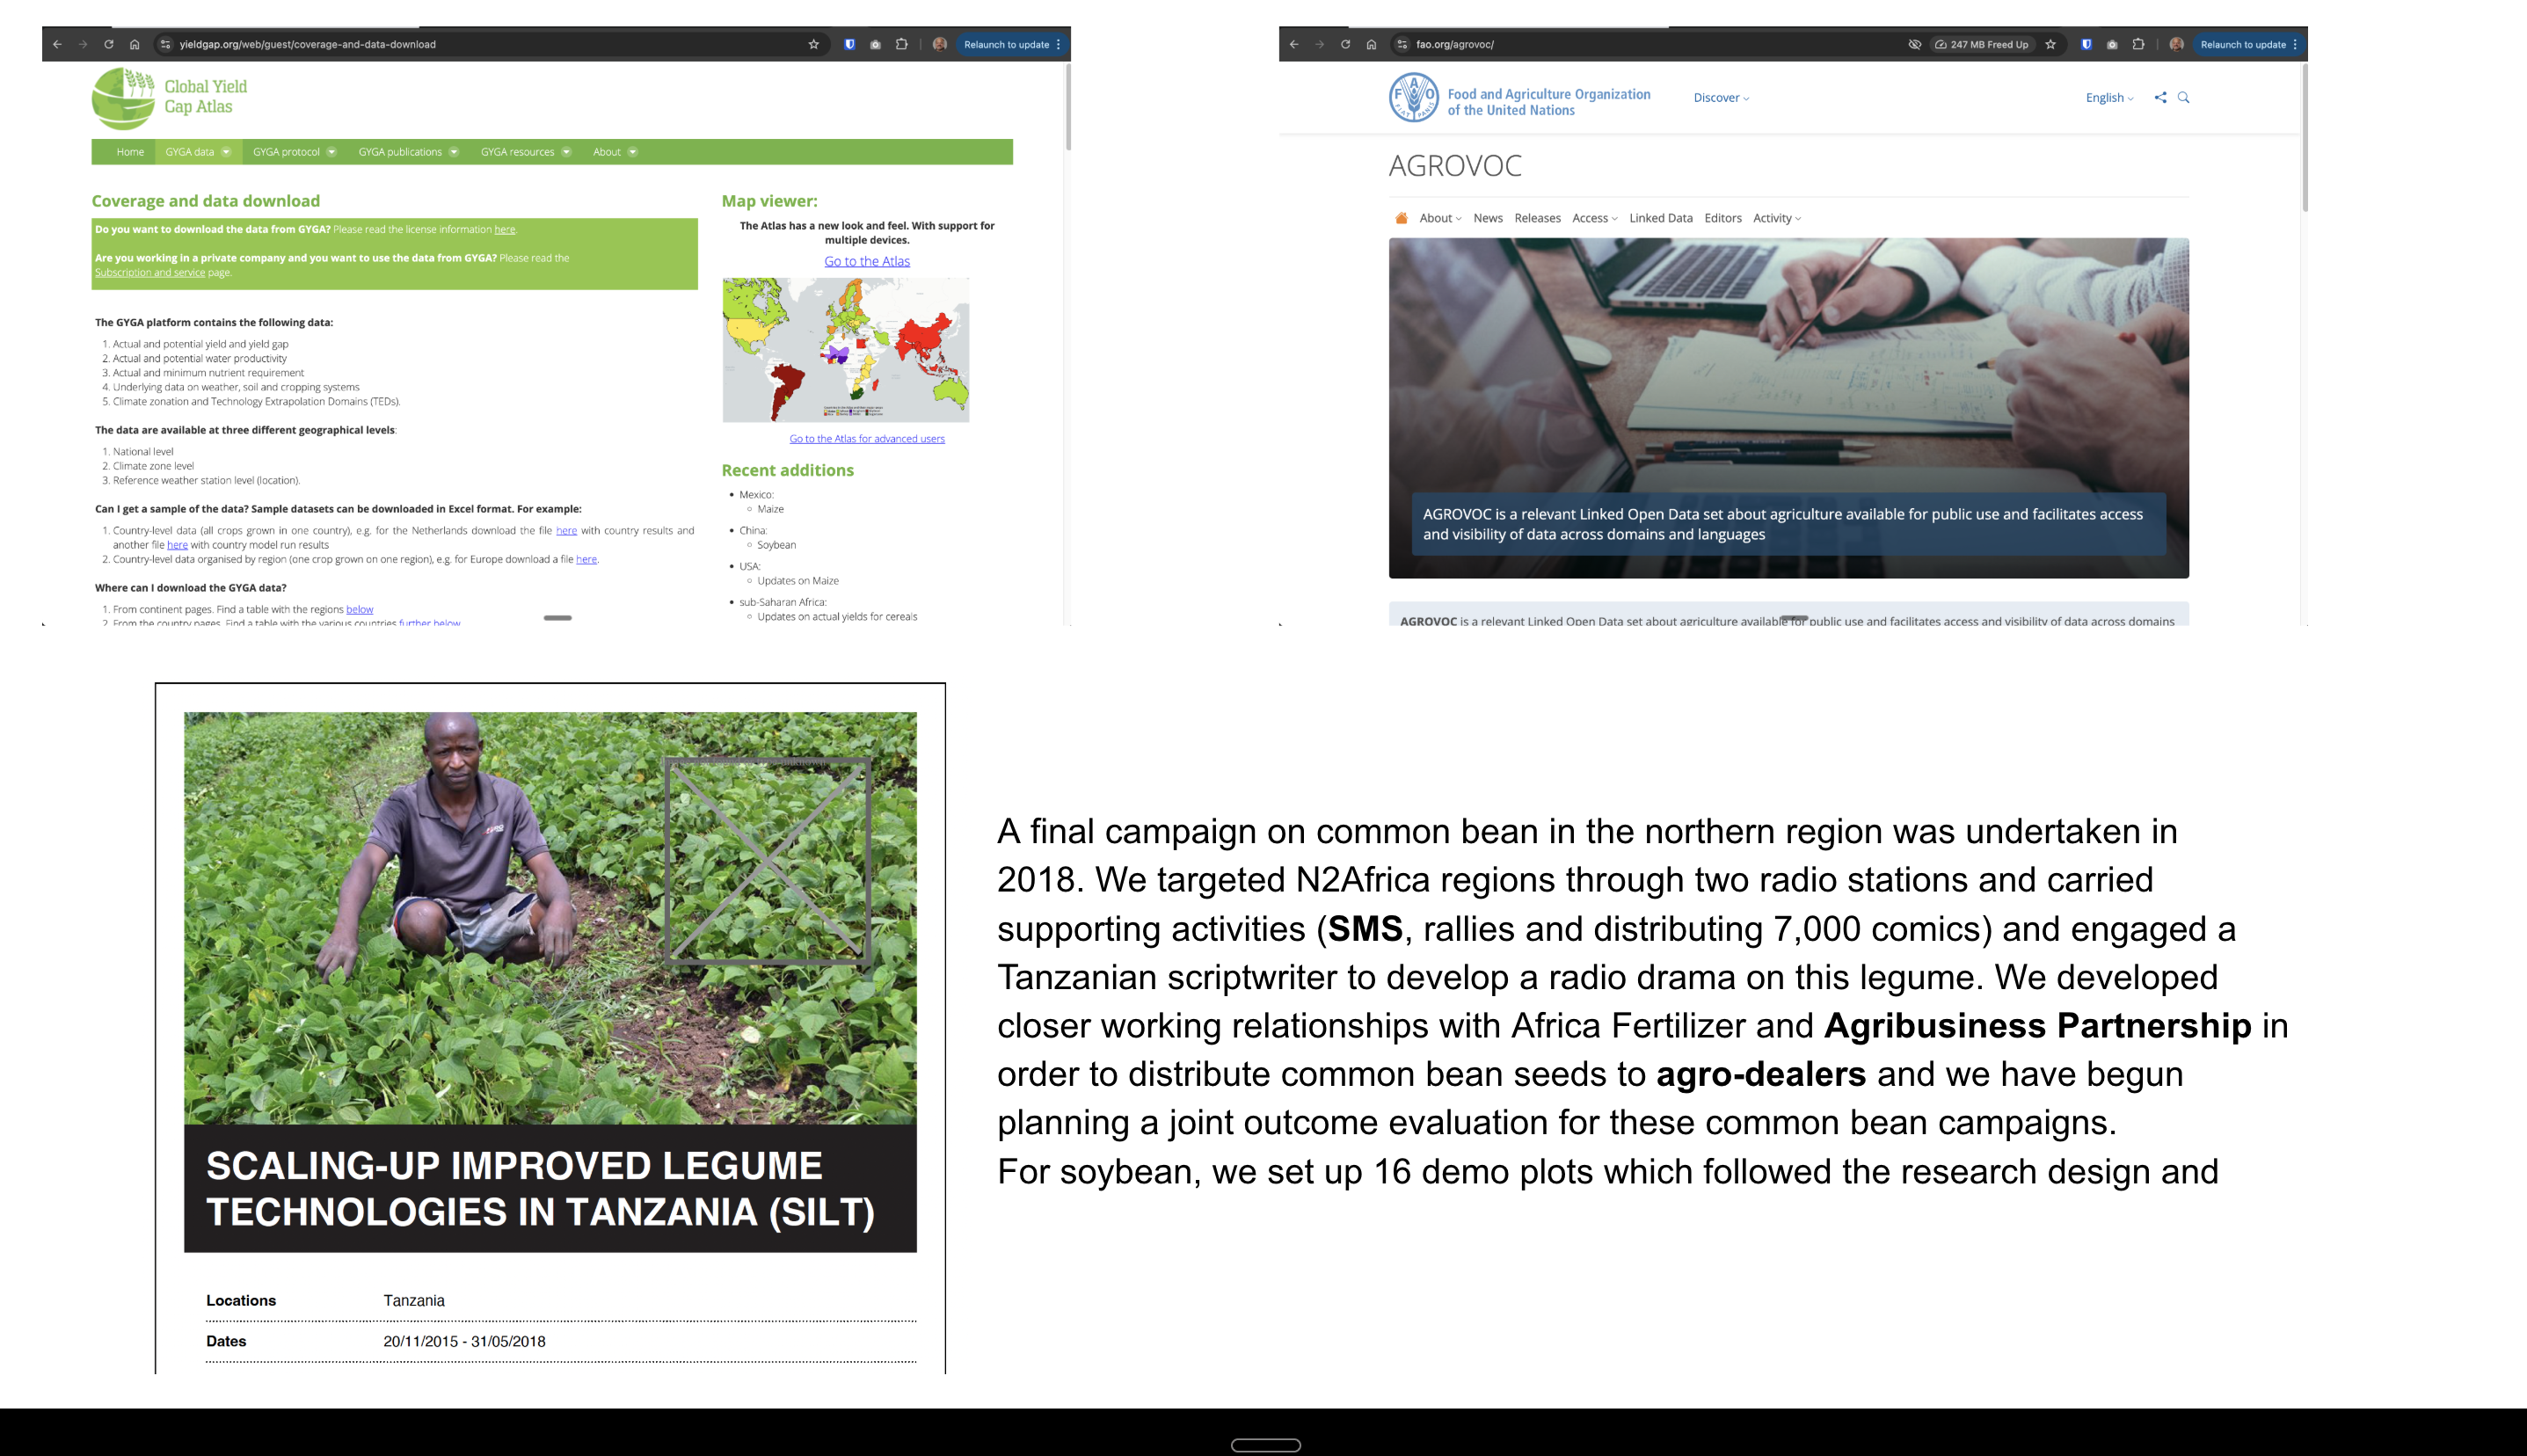 yieldgap.org/web/guest/coverage-and-data-download
Relaunch to update
Global Yield
Gap Atlas
Home GYGA data GYGA protocol GYGA publications GYGA resources About
Coverage and data download
Do you want to download the data from GYGA? Please read the license information here.
Are you working in a private company and you want to use the data from GYGA? Please read the
Subscription and service page.
The GYGA platform contains the following data:
1. Actual and potential yield and yield gap
2. Actual and potential water productivity
3. Actual and minimum nutrient requirement
4. Underlying data on weather, soil and cropping systems
5. Climate zonation and Technology Extrapolation Domains (TEDs).
The data are available at three different geographical levels:
1. National level
2. Climate zone level
3. Reference weather station level (location).
Can I get a sample of the data? Sample datasets can be downloaded in Excel format. For example:
1. Country-level data (all crops grown in one country), e.g. for the Netherlands download the file here with country results and
another file here with country model run results
2. Country-level data organised by region (one crop grown on one region), e.g. for Europe download a file here.
Where can I download the GYGA data?
1. From continent pages. Find a table with the regions below
2. From the country pages. Find a table with the various countries further below
Map viewer:
The Atlas has a new look and feel. With support for
multiple devices.
Go to the Atlas
Go to the Atlas for advanced users
Recent additions
Mexico:
Maize
China:
Soybean
USA:
Updates on Maize
sub-Saharan Africa:
Updates on actual yields for cereals
fao.org/agrovoc/
247 MB Freed Up
Relaunch to update
FAO
FIAT PANIS
Food and Agriculture Organization
of the United Nations
Discover
English
AGROVOC
About News Releases Access Linked Data Editors Activity
AGROVOC is a relevant Linked Open Data set about agriculture available for public use and facilitates access
and visibility of data across domains and languages
AGROVOC is a relevant Linked Open Data set about agriculture available for public use and facilitates access and visibility of data across domains
SCALING-UP IMPROVED LEGUME
TECHNOLOGIES IN TANZANIA (SILT)
Locations Tanzania
Dates 20/11/2015 - 31/05/2018
A final campaign on common bean in the northern region was undertaken in
2018. We targeted N2Africa regions through two radio stations and carried
supporting activities (SMS, rallies and distributing 7,000 comics) and engaged a
Tanzanian scriptwriter to develop a radio drama on this legume. We developed
closer working relationships with Africa Fertilizer and Agribusiness Partnership in
order to distribute common bean seeds to agro-dealers and we have begun
planning a joint outcome evaluation for these common bean campaigns.
For soybean, we set up 16 demo plots which followed the research design and